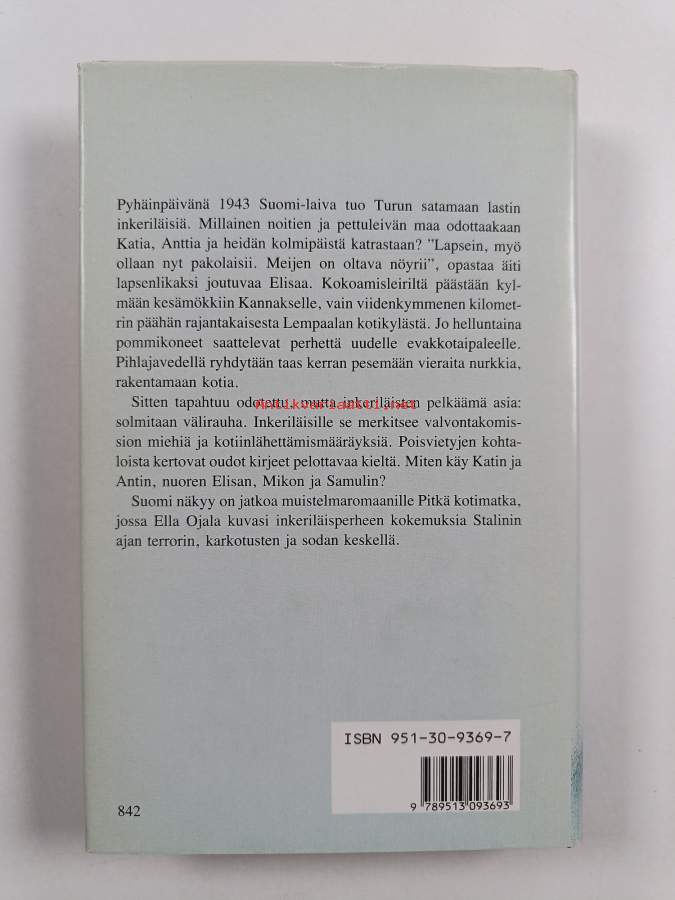 Pyhäinpäivänä 1943 Suomi-laiva tuo Turun satamaan lastin
inkeriläisiä. Millainen noitien ja pettuleivän maa odottaakaan
Katia, Anttia ja heidän kolmipäistä katrastaan? ”Lapsein, myö
ollaan nyt pakolaisii. Meijen on oltava nöyrii”, opastaa äiti
lapsenlikaksi joutuvaa Elisaa. Kokoamisleiriltä päästään kyl-
mään kesämökkiin Kannakselle, vain viidenkymmenen kilomet-
rin päähän rajantakaisesta Lempaalan kotikylästä. Jo helluntaina
pommikoneet saattelevat perhettä uudelle evakkotaipaleelle.
Pihlajavedellä ryhdytään taas kerran pesemään vieraita nurkkia,
rakentamaan kotia.
Sitten tapahtuu odotettu, mutta inkeriläisten pelkäämä asia:
Antikvariaatti.net
solmitaan välirauha. Inkeriläisille se merkitsee valvontakomis-
sion miehiä ja kotiinlähettämismääräyksiä. Poisvietyjen kohta-
loista kertovat oudot kirjeet pelottavaa kieltä. Miten käy Katin ja
Antin, nuoren Elisan, Mikon ja Samulin?
Suomi näkyy on jatkoa muistelmaromaanille Pitkä kotimatka,
jossa Ella Ojala kuvasi inkeriläisperheen kokemuksia Stalinin
ajan terrorin, karkotusten ja sodan keskellä.
ISBN 951-30-9369-7
9 789513 093693
842